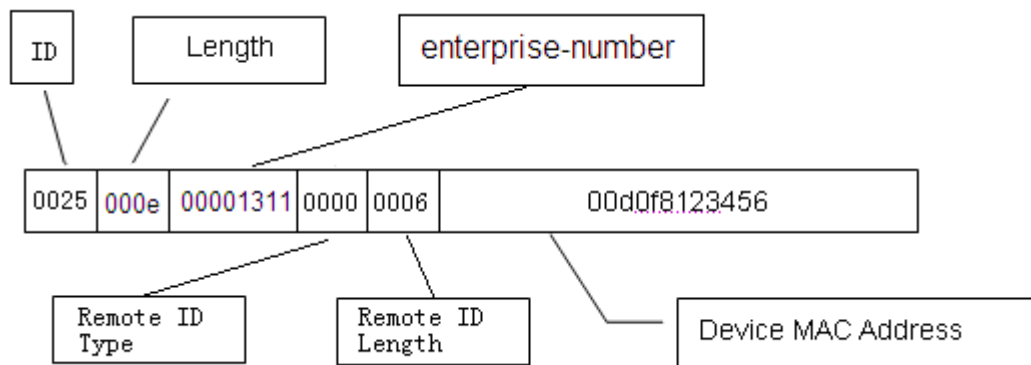 ID
Length
enterprise-number
0025 000e 00001311 0000 0006 00d0f8123456
Remote ID
Type
Remote ID
Length
Device MAC Address